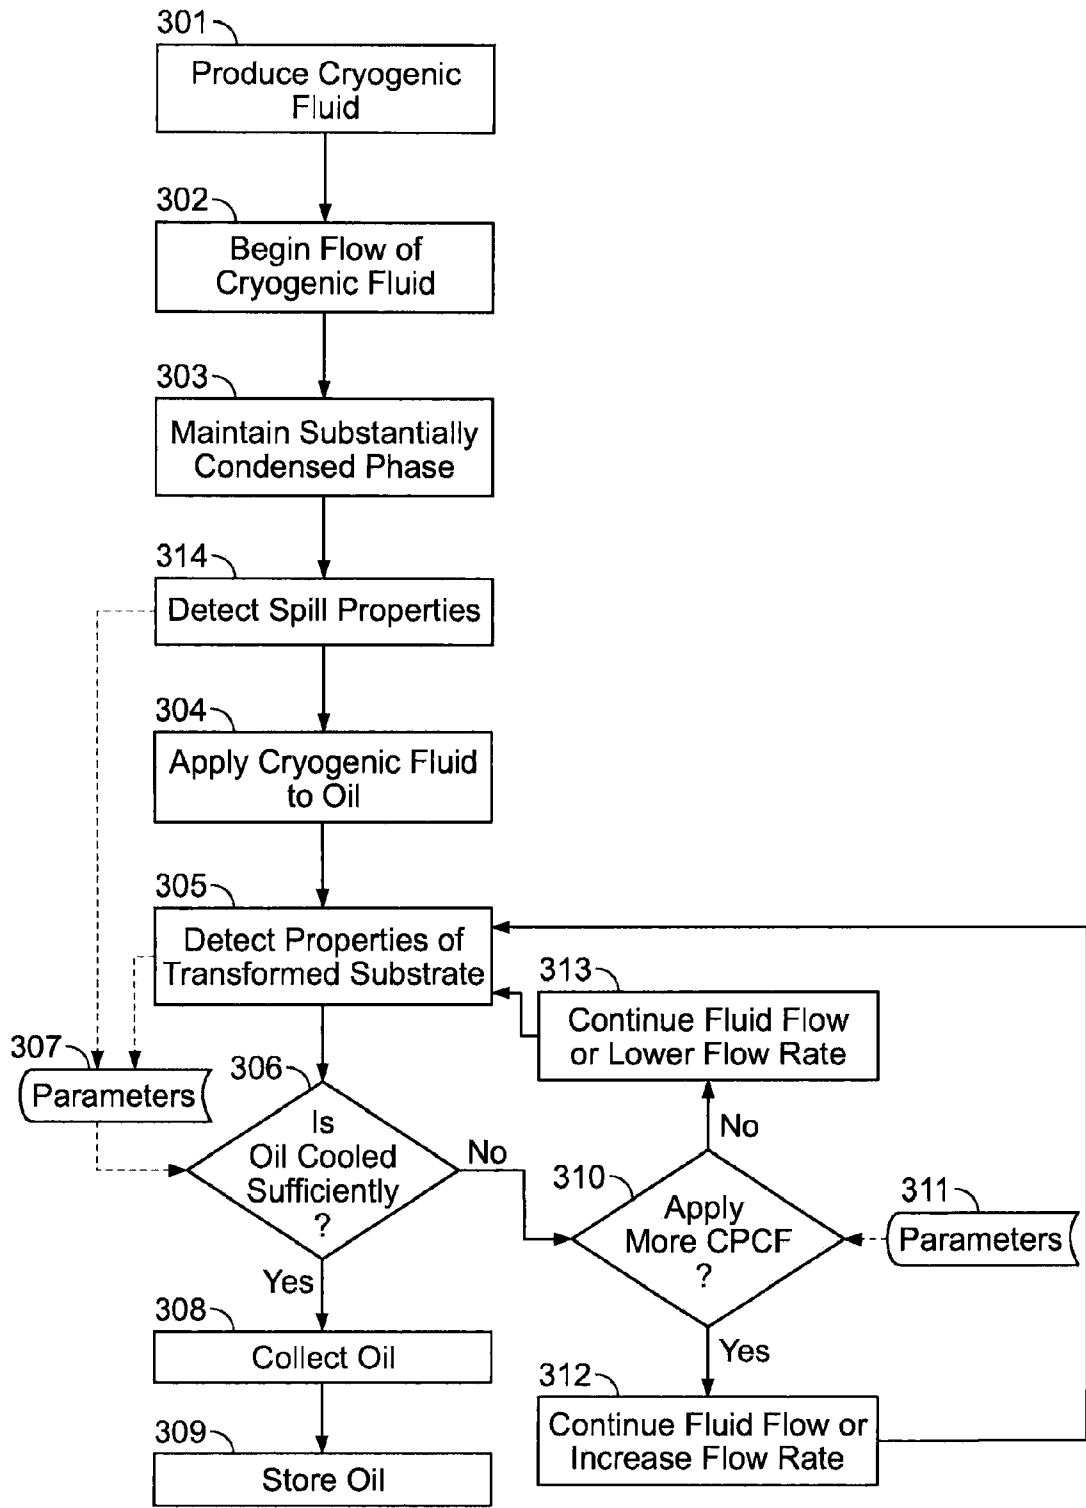 301
Produce Cryogenic
Fluid
302
Begin Flow of
Cryogenic Fluid
303
Maintain Substantially
Condensed Phase
314
Detect Spill Properties
304
Apply Cryogenic Fluid
to Oil
305
Detect Properties of
Transformed Substrate
313
Continue Fluid Flow
or Lower Flow Rate
307
Parameters
306
Is
Oil Cooled
Sufficiently
?
No
Yes
No
310
Apply
More CPCF
?
311
Parameters
Yes
308
Collect Oil
312
Continue Fluid Flow or
Increase Flow Rate
309
Store Oil